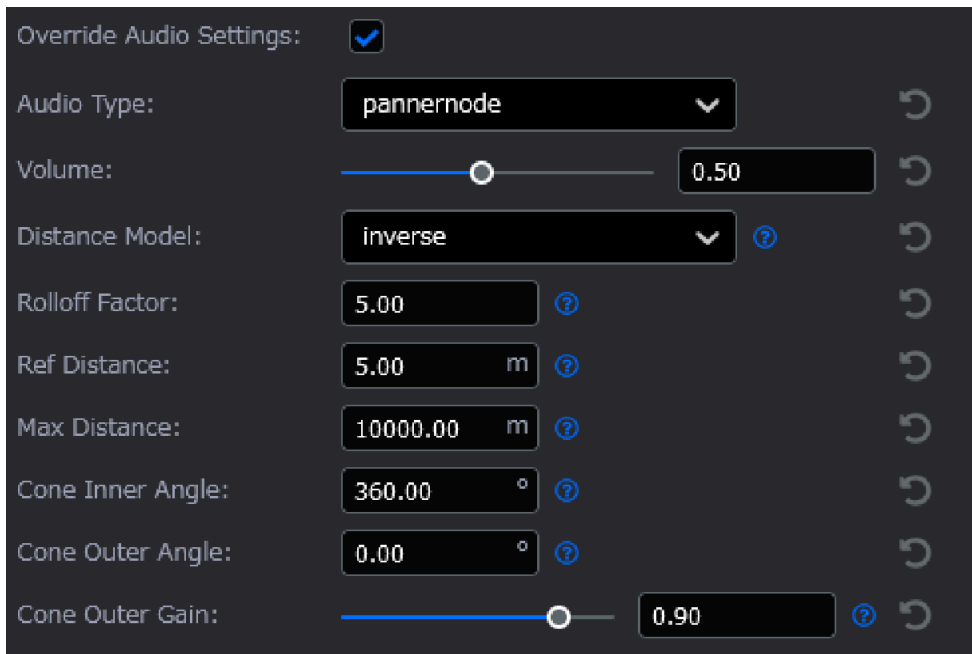 Override Audio Settings:
Audio Type: pannernode
Volume: 0.50
Distance Model: inverse ?
Rolloff Factor: 5.00 ?
Ref Distance: 5.00 m ?
Max Distance: 10000.00 m ?
Cone Inner Angle: 360.00 ° ?
Cone Outer Angle: 0.00 ° ?
Cone Outer Gain: 0.90 ?